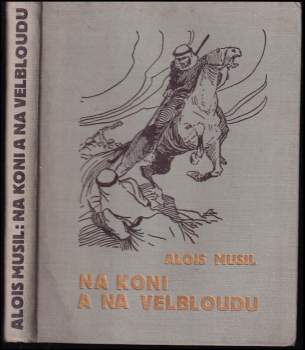 ALOIS MUSIL: NA KONI A NA VELBLOUDU
ALOIS MUSIL
NA KONI
A NA VELBLOUDU